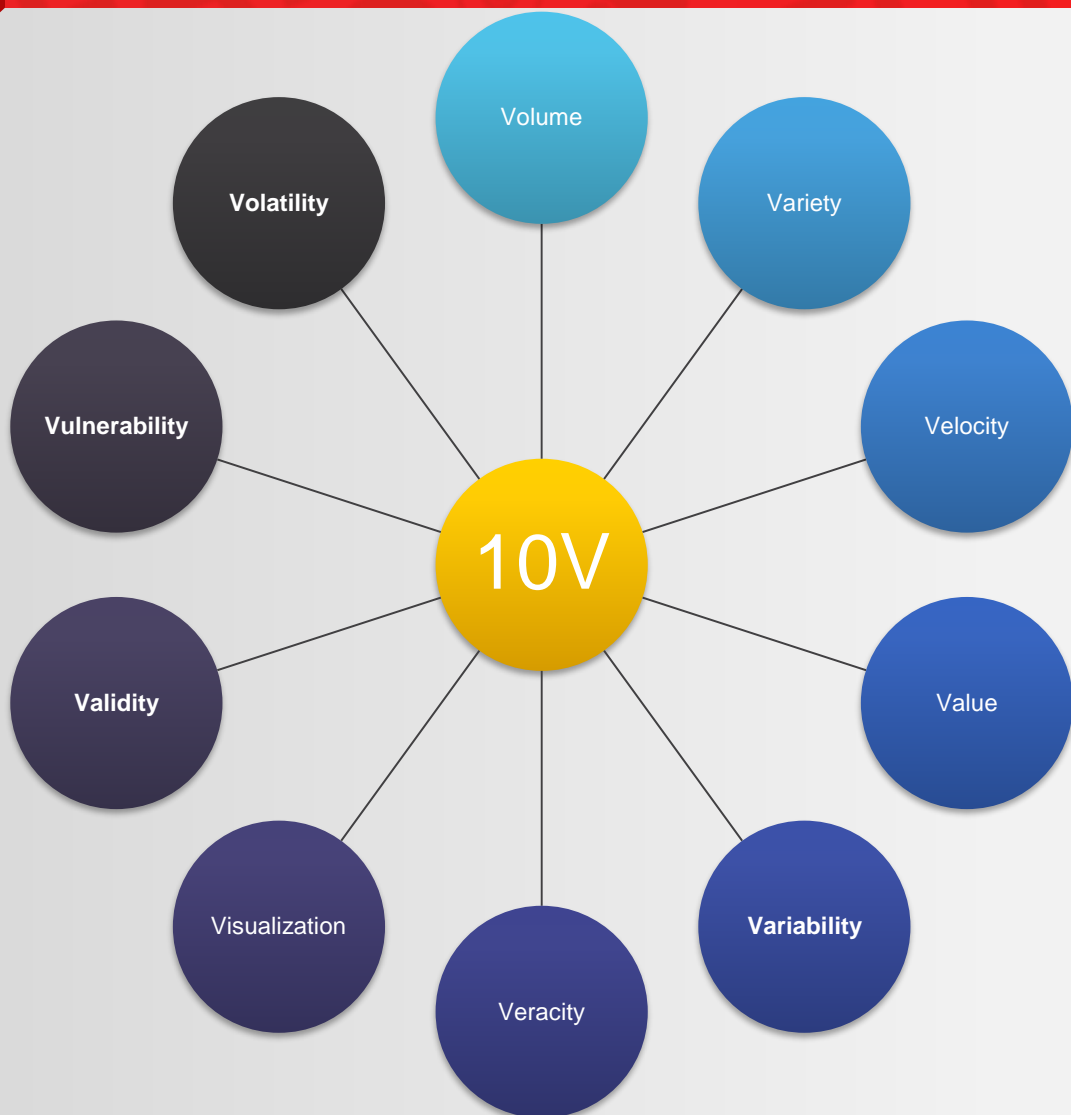 Volume
Variety
Velocity
Value
Variability
Veracity
Visualization
Validity
Vulnerability
Volatility
10V